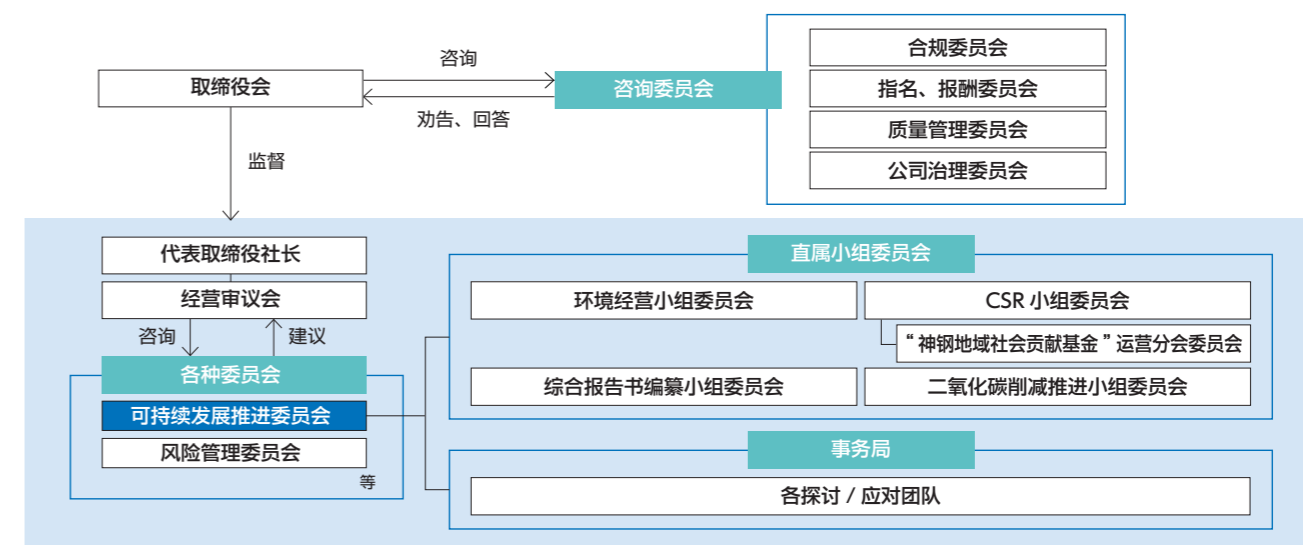 取缔役会
咨询
劝告、回答
咨询委员会
合规委员会
指名、报酬委员会
质量管理委员会
公司治理委员会
监督
代表取缔役社长
经营审议会
咨询
建议
各种委员会
可持续发展推进委员会
风险管理委员会
等
直属小组委员会
环境经营小组委员会
CSR 小组委员会
“神钢地域社会贡献基金”运营分会委员会
综合报告书编纂小组委员会
二氧化碳削减推进小组委员会
事务局
各探讨 / 应对团队